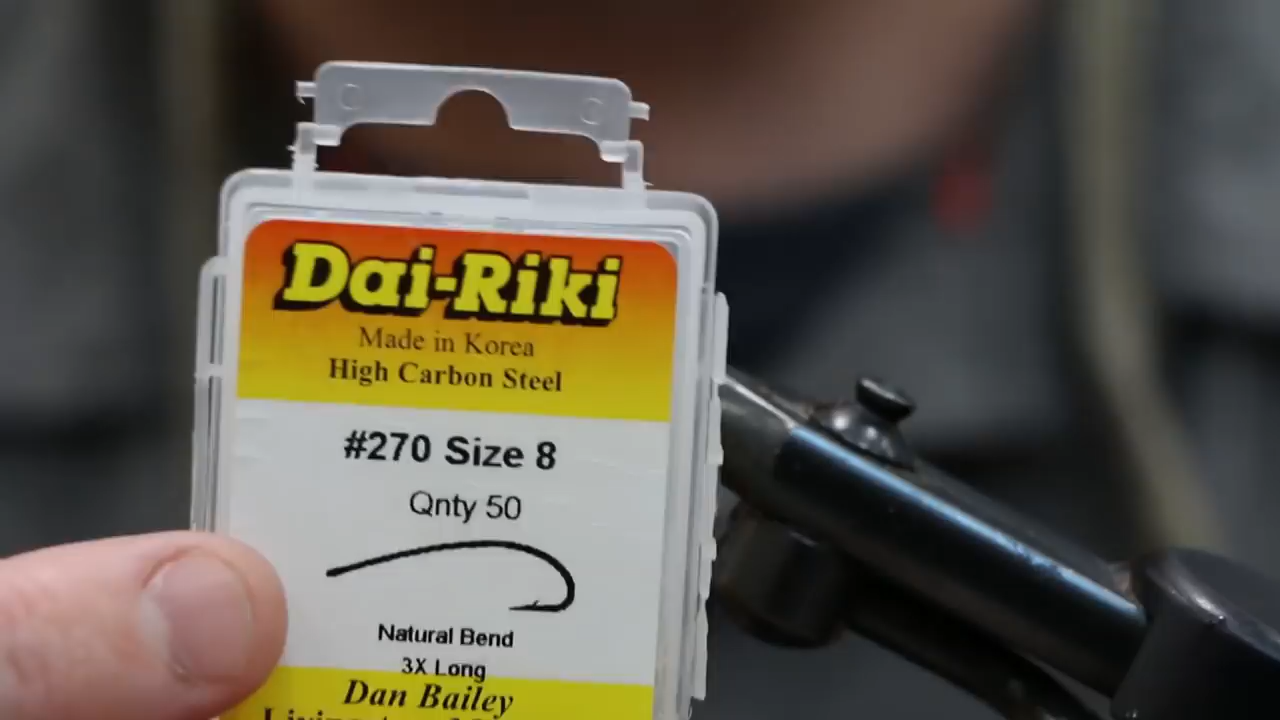 Dai-Riki
Made in Korea
High Carbon Steel
#270 Size 8
Qnty 50
Natural Bend
3X Long
Dan Bailey